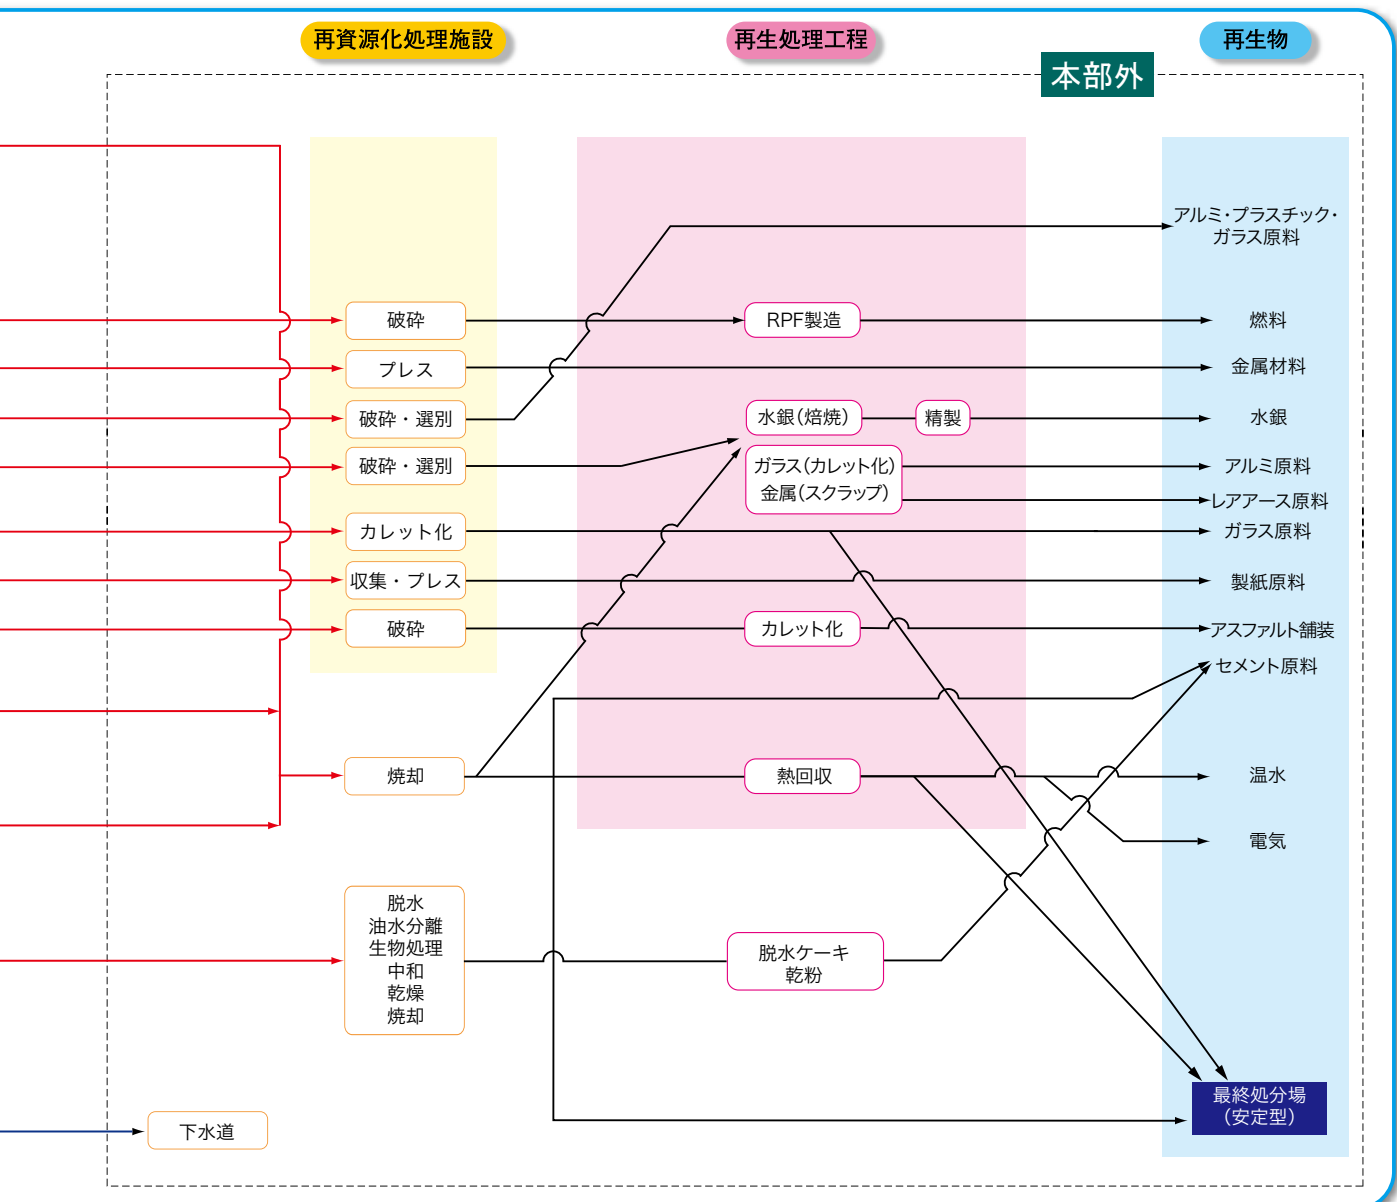 再資源化処理施設
再生処理工程
再生物
本部外
アルミ・プラスチック・
ガラス原料
破砕
RPF製造
燃料
プレス
金属材料
破砕・選別
水銀(焙焼)
精製
水銀
破砕・選別
ガラス(カレット化)
金属(スクラップ)
アルミ原料
レアアース原料
カレット化
ガラス原料
収集・プレス
製紙原料
破砕
カレット化
アスファルト舗装
セメント原料
焼却
熱回収
温水
電気
脱水
油水分離
生物処理
中和
乾燥
焼却
脱水ケーキ
乾粉
最終処分場
(安定型)
下水道